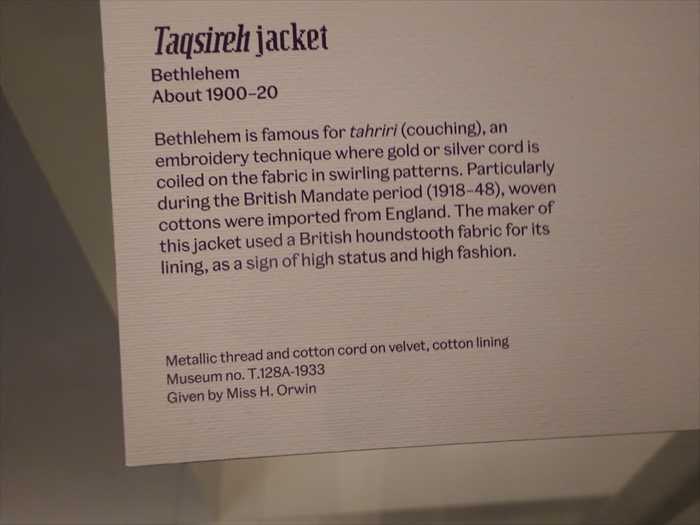 Taqsireh jacket
Bethlehem
About 1900–20
Bethlehem is famous for tahriri (couching), an
embroidery technique where gold or silver cord is
coiled on the fabric in swirling patterns. Particularly
during the British Mandate period (1918–48), woven
cottons were imported from England. The maker of
this jacket used a British houndstooth fabric for its
lining, as a sign of high status and high fashion.
Metallic thread and cotton cord on velvet, cotton lining
Museum no. T.128A-1933
Given by Miss H. Orwin